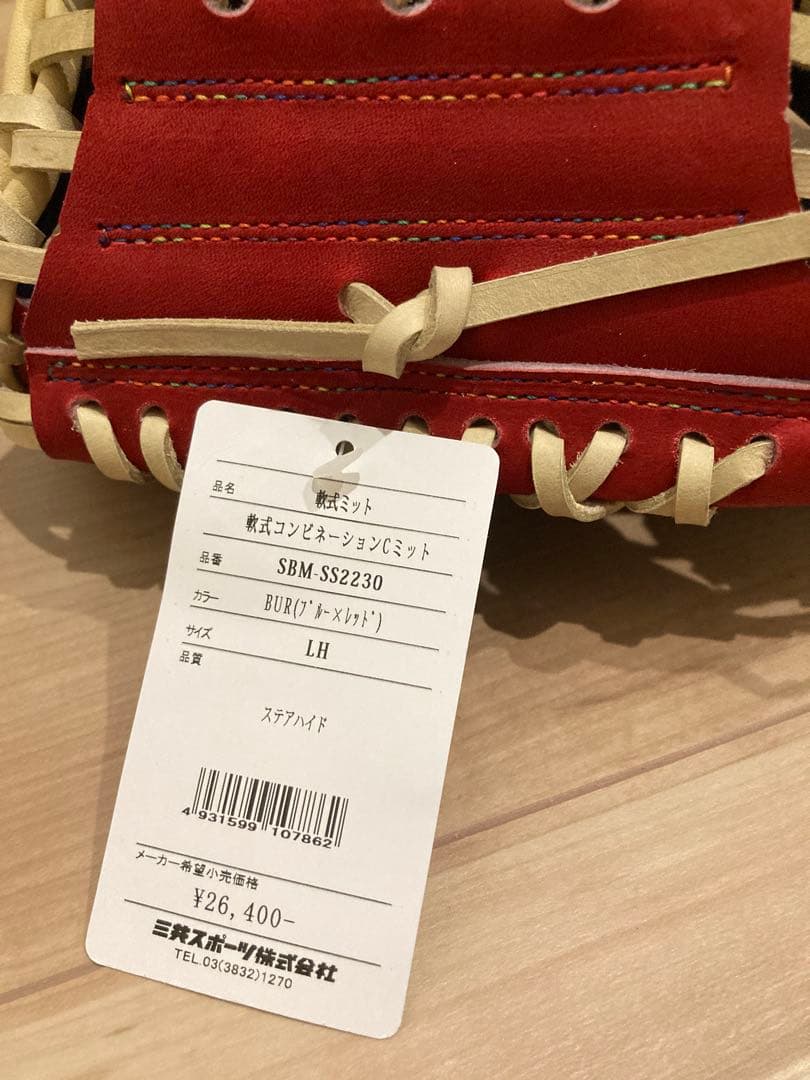 品名 軟式ミット
軟式コンビネーションCミット
品番 SBM-SS2230
カラー BUR(ﾌﾞﾙｰ×ﾚｯﾄﾞ)
サイズ LH
品質
ステアハイド
4 931599 107862
メーカー希望小売価格
¥26,400-
三共スポーツ株式会社
TEL.03(3832)1270